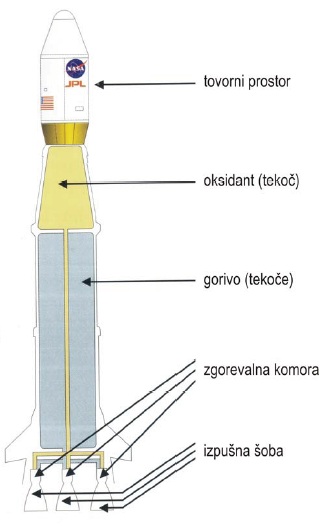 NASA
JPL
tovorni prostor
oksidant (tekoč)
gorivo (tekoče)
zgorevalna komora
izpušna šoba